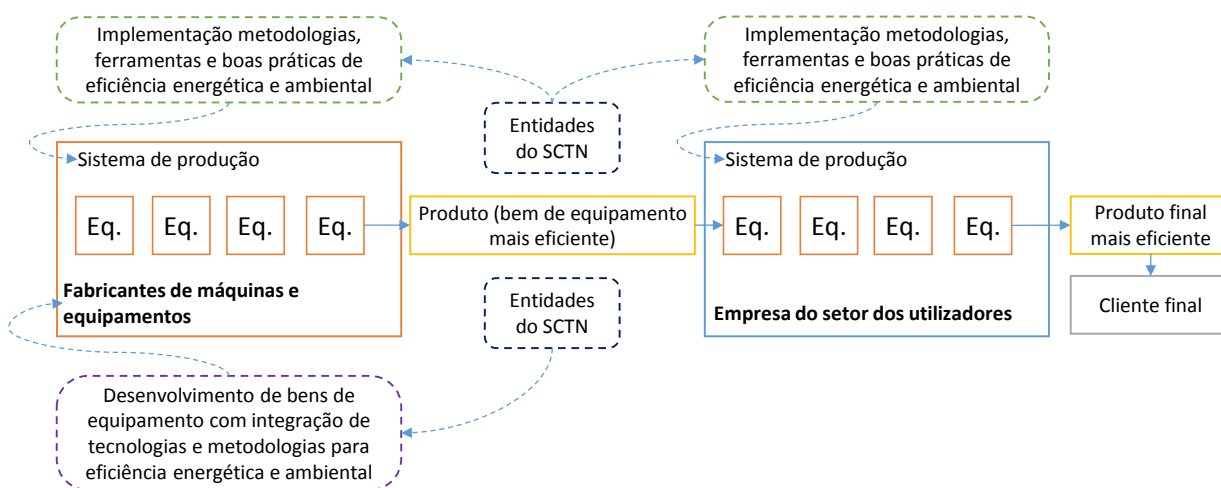 Implementação metodologias,
ferramentas e boas práticas de
eficiência energética e ambiental
Implementação metodologias,
ferramentas e boas práticas de
eficiência energética e ambiental
Entidades
do SCTN
Sistema de produção
Eq.
Eq.
Eq.
Eq.
Fabricantes de máquinas e
equipamentos
Produto (bem de equipamento
mais eficiente)
Sistema de produção
Eq.
Eq.
Eq.
Eq.
Empresa do setor dos utilizadores
Produto final
mais eficiente
Cliente final
Entidades
do SCTN
Desenvolvimento de bens de
equipamento com integração de
tecnologias e metodologias para
eficiência energética e ambiental